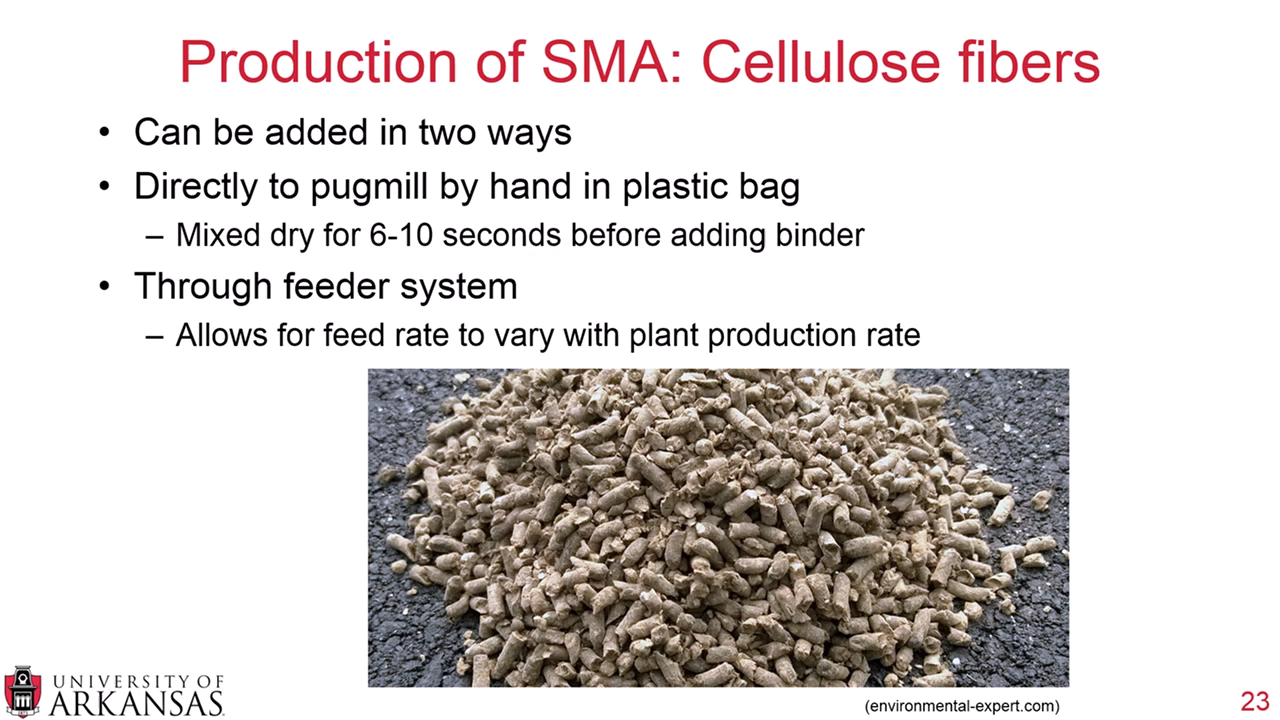 Production of SMA: Cellulose fibers
• Can be added in two ways
• Directly to pugmill by hand in plastic bag
– Mixed dry for 6-10 seconds before adding binder
• Through feeder system
– Allows for feed rate to vary with plant production rate
UNIVERSITY OF
ARKANSAS
(environmental-expert.com)
23